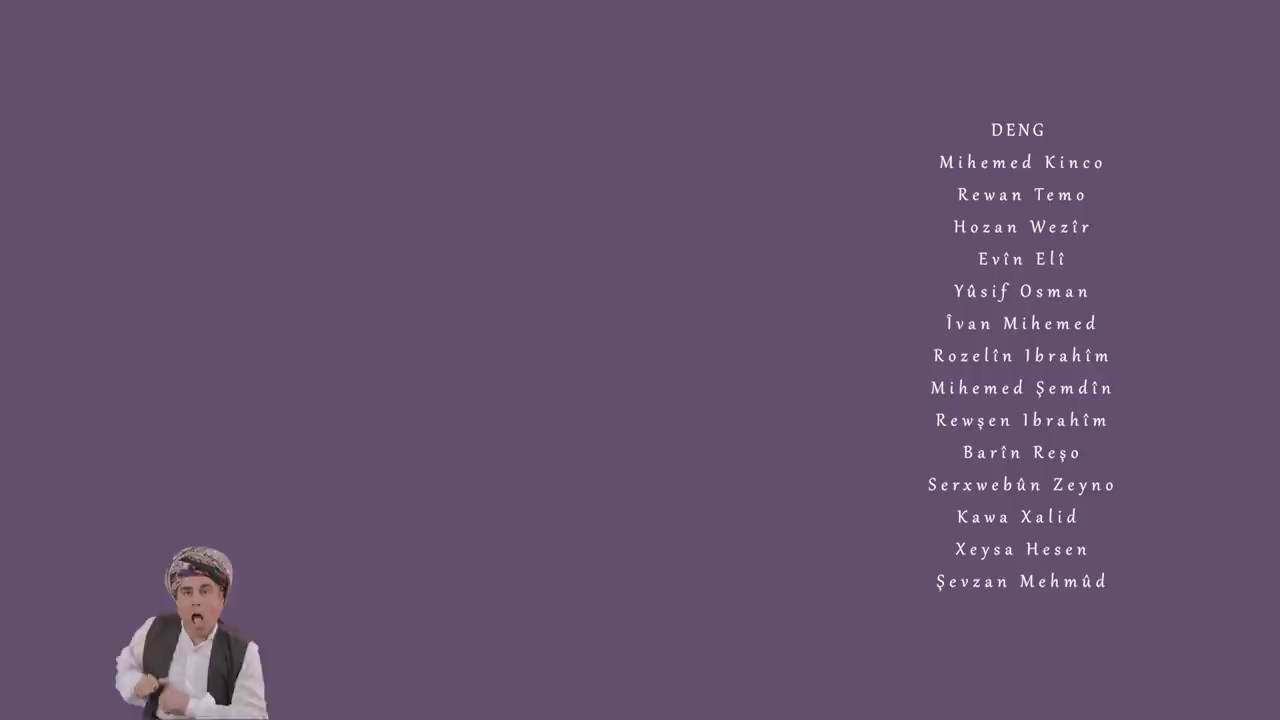 DENG
Mihemed Kinco
Rewan Temo
Hozan Wezîr
Evîn Elî
Yûsif Osman
Îvan Mihemed
Rozelîn Ibrahîm
Mihemed Şemdîn
Rewşen Ibrahîm
Barîn Reşo
Serxwebûn Zeyno
Kawa Xalid
Xeysa Hesen
Şevzan Mehmûd